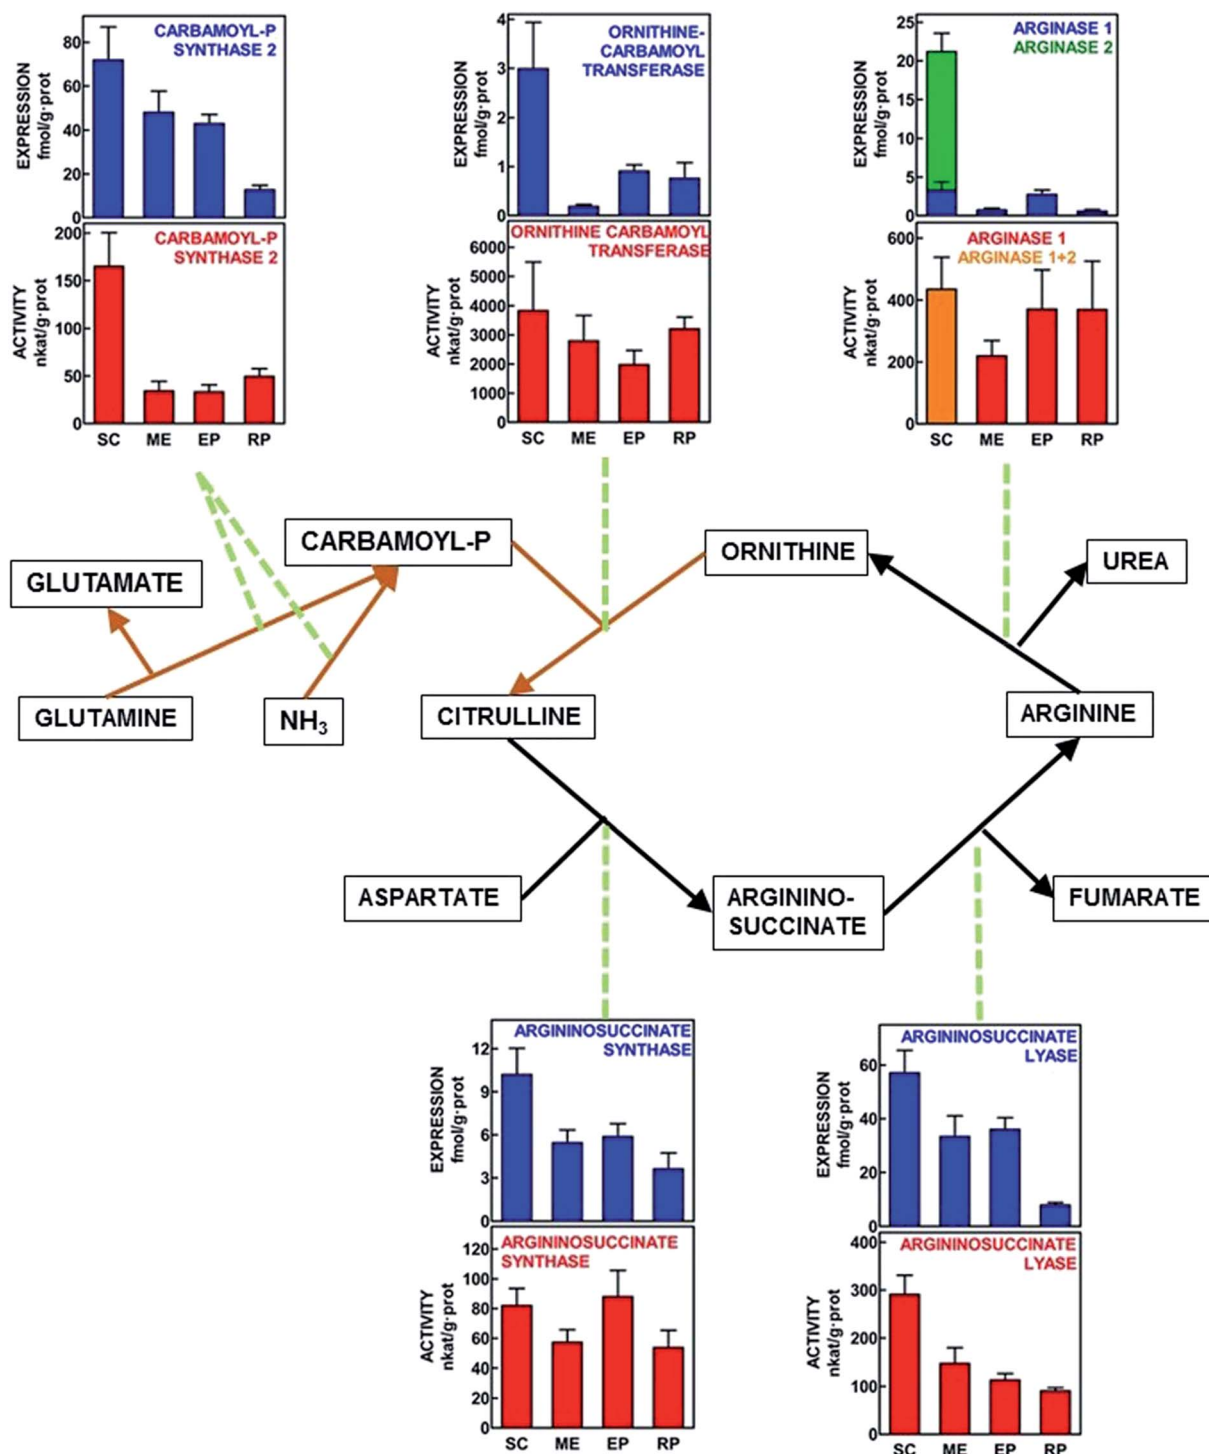 CARBAMOYL-P
SYNTHASE 2
EXPRESSION
fmol/g·prot
80
60
40
20
0
CARBAMOYL-P
SYNTHASE 2
ACTIVITY
nkat/g·prot
200
150
100
50
0
SC ME EP RP
ORNITHINE-
CARBAMOYL
TRANSFERASE
EXPRESSION
fmol/g·prot
4
3
2
1
0
ORNITHINE CARBAMOYL
TRANSFERASE
ACTIVITY
nkat/g·prot
6000
5000
4000
3000
2000
1000
0
SC ME EP RP
ARGINASE 1
ARGINASE 2
EXPRESSION
fmol/g·prot
25
20
15
10
5
0
ARGINASE 1
ARGINASE 1+2
ACTIVITY
nkat/g·prot
600
400
200
0
SC ME EP RP
CARBAMOYL-P
ORNITHINE
UREA
GLUTAMATE
GLUTAMINE
NH₃
CITRULLINE
ARGININE
ASPARTATE
ARGININO-
SUCCINATE
FUMARATE
ARGININOSUCCINATE
SYNTHASE
EXPRESSION
fmol/g·prot
12
9
6
3
0
ARGININOSUCCINATE
SYNTHASE
ACTIVITY
nkat/g·prot
120
100
80
60
40
20
0
SC ME EP RP
ARGININOSUCCINATE
LYASE
EXPRESSION
fmol/g·prot
60
40
20
0
ARGININOSUCCINATE
LYASE
ACTIVITY
nkat/g·prot
400
300
200
100
0
SC ME EP RP